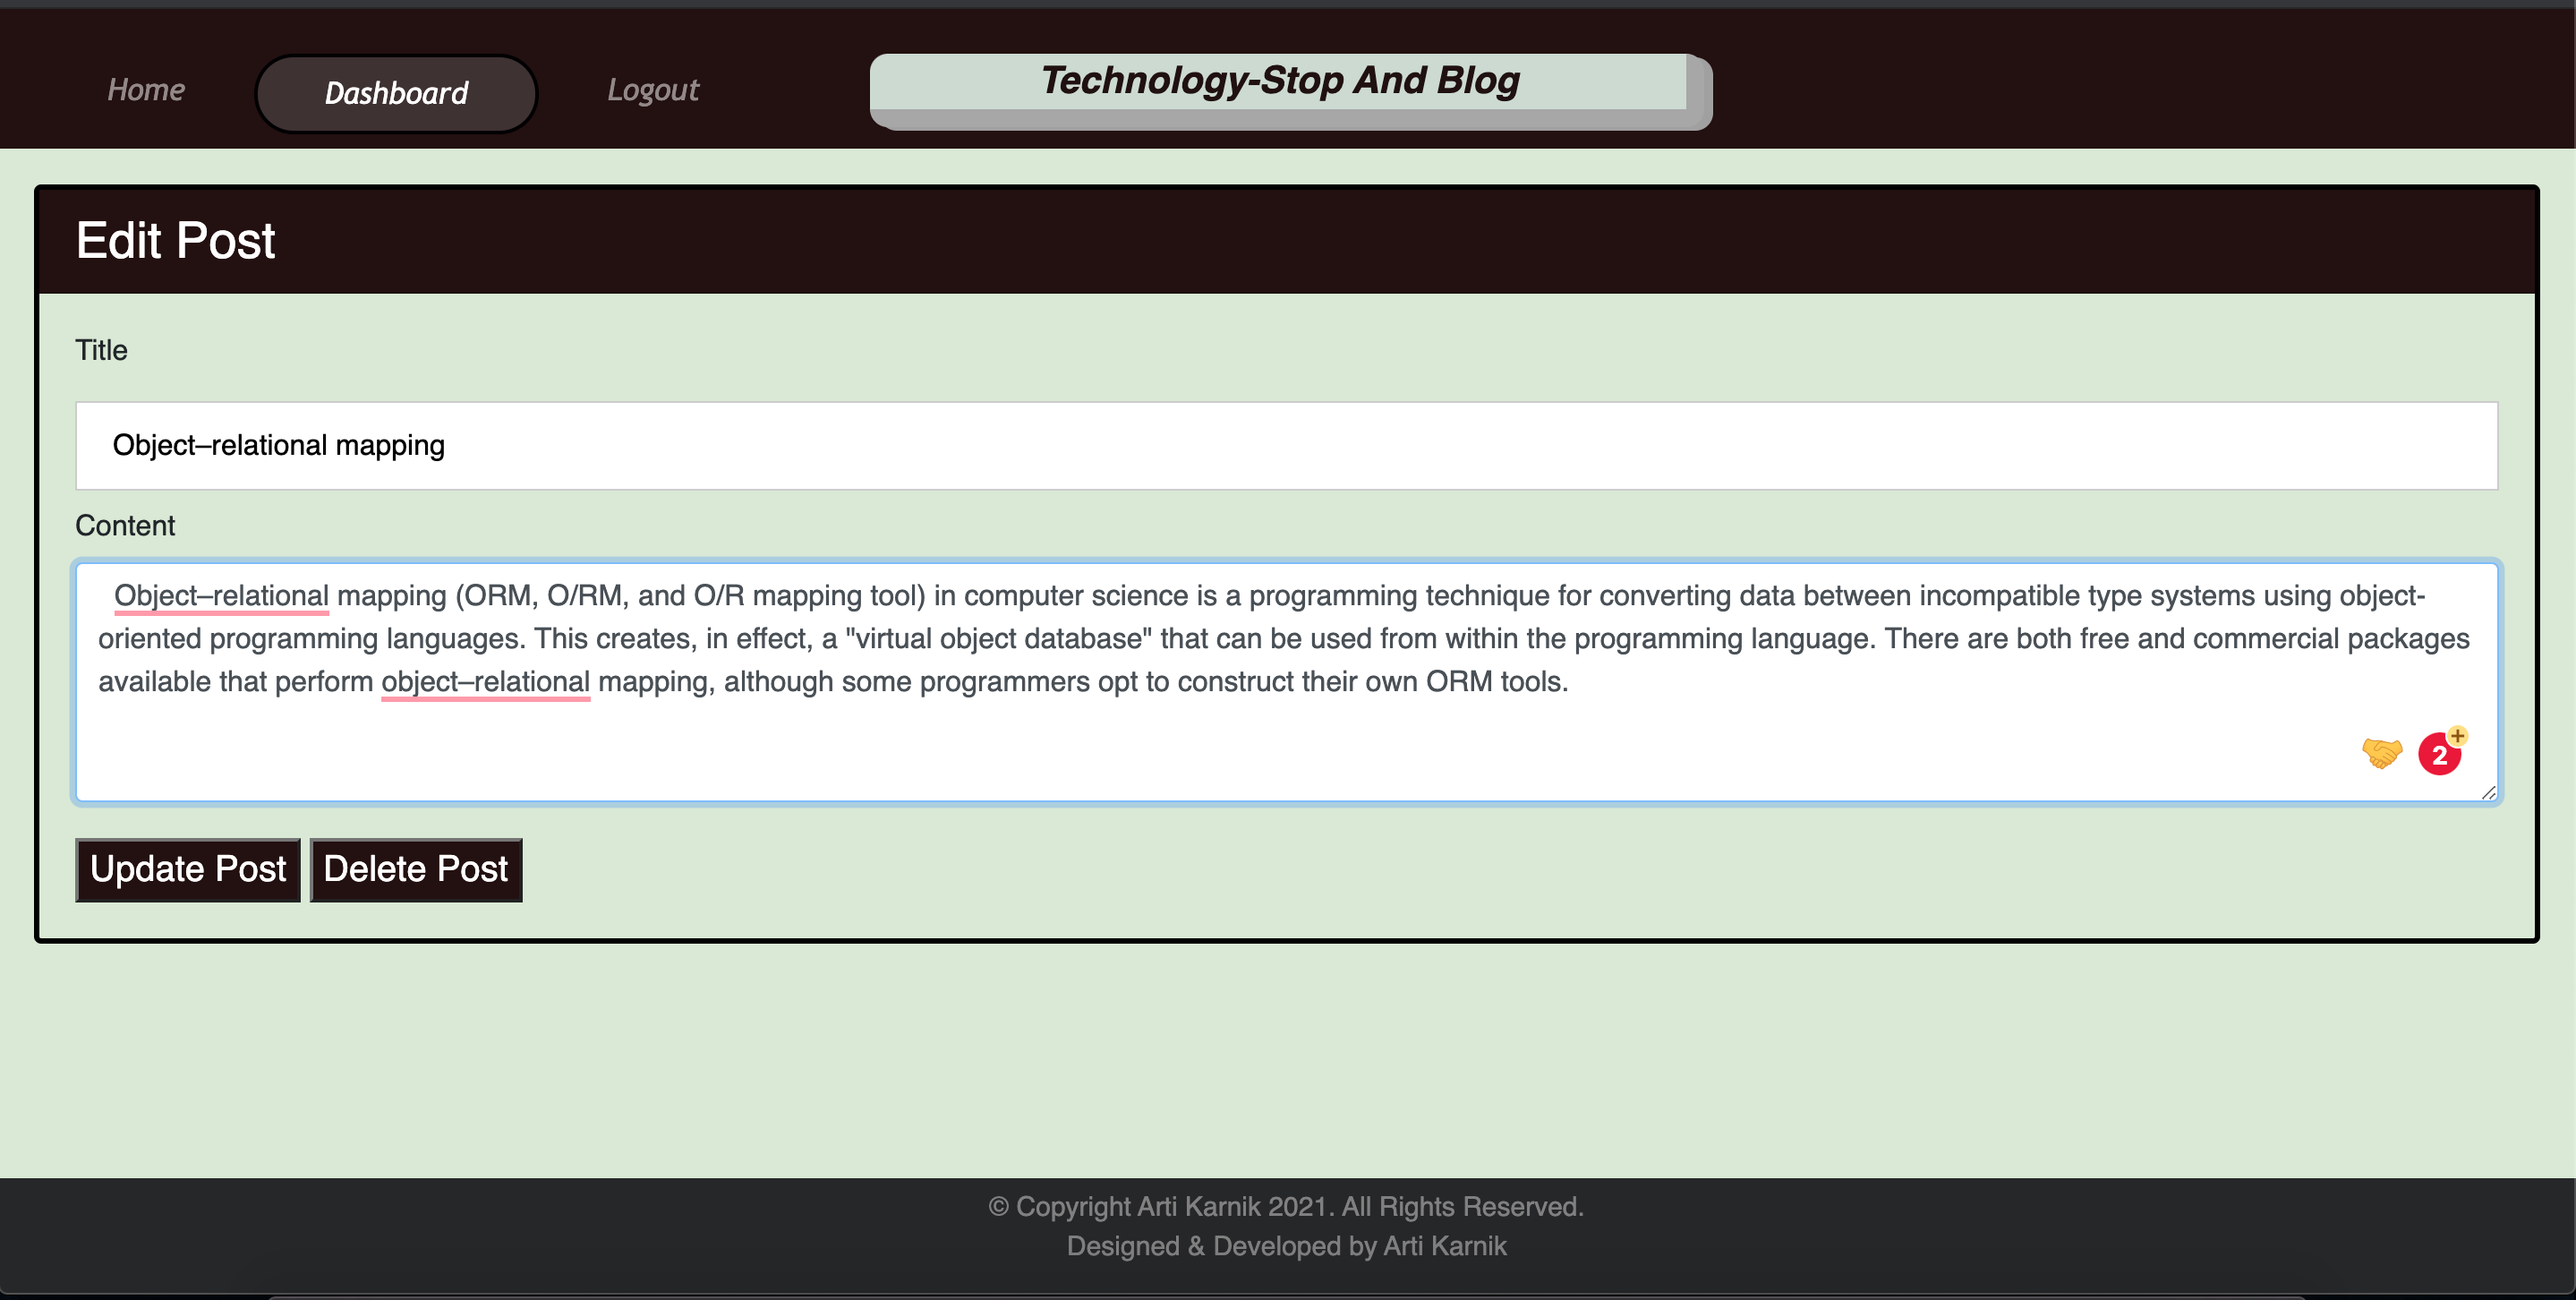 Home Dashboard Logout Technology-Stop And Blog
Edit Post
Title
Object–relational mapping
Content
Object–relational mapping (ORM, O/RM, and O/R mapping tool) in computer science is a programming technique for converting data between incompatible type systems using object-
oriented programming languages. This creates, in effect, a "virtual object database" that can be used from within the programming language. There are both free and commercial packages
available that perform object–relational mapping, although some programmers opt to construct their own ORM tools.
2+
Update Post Delete Post
© Copyright Arti Karnik 2021. All Rights Reserved.
Designed & Developed by Arti Karnik